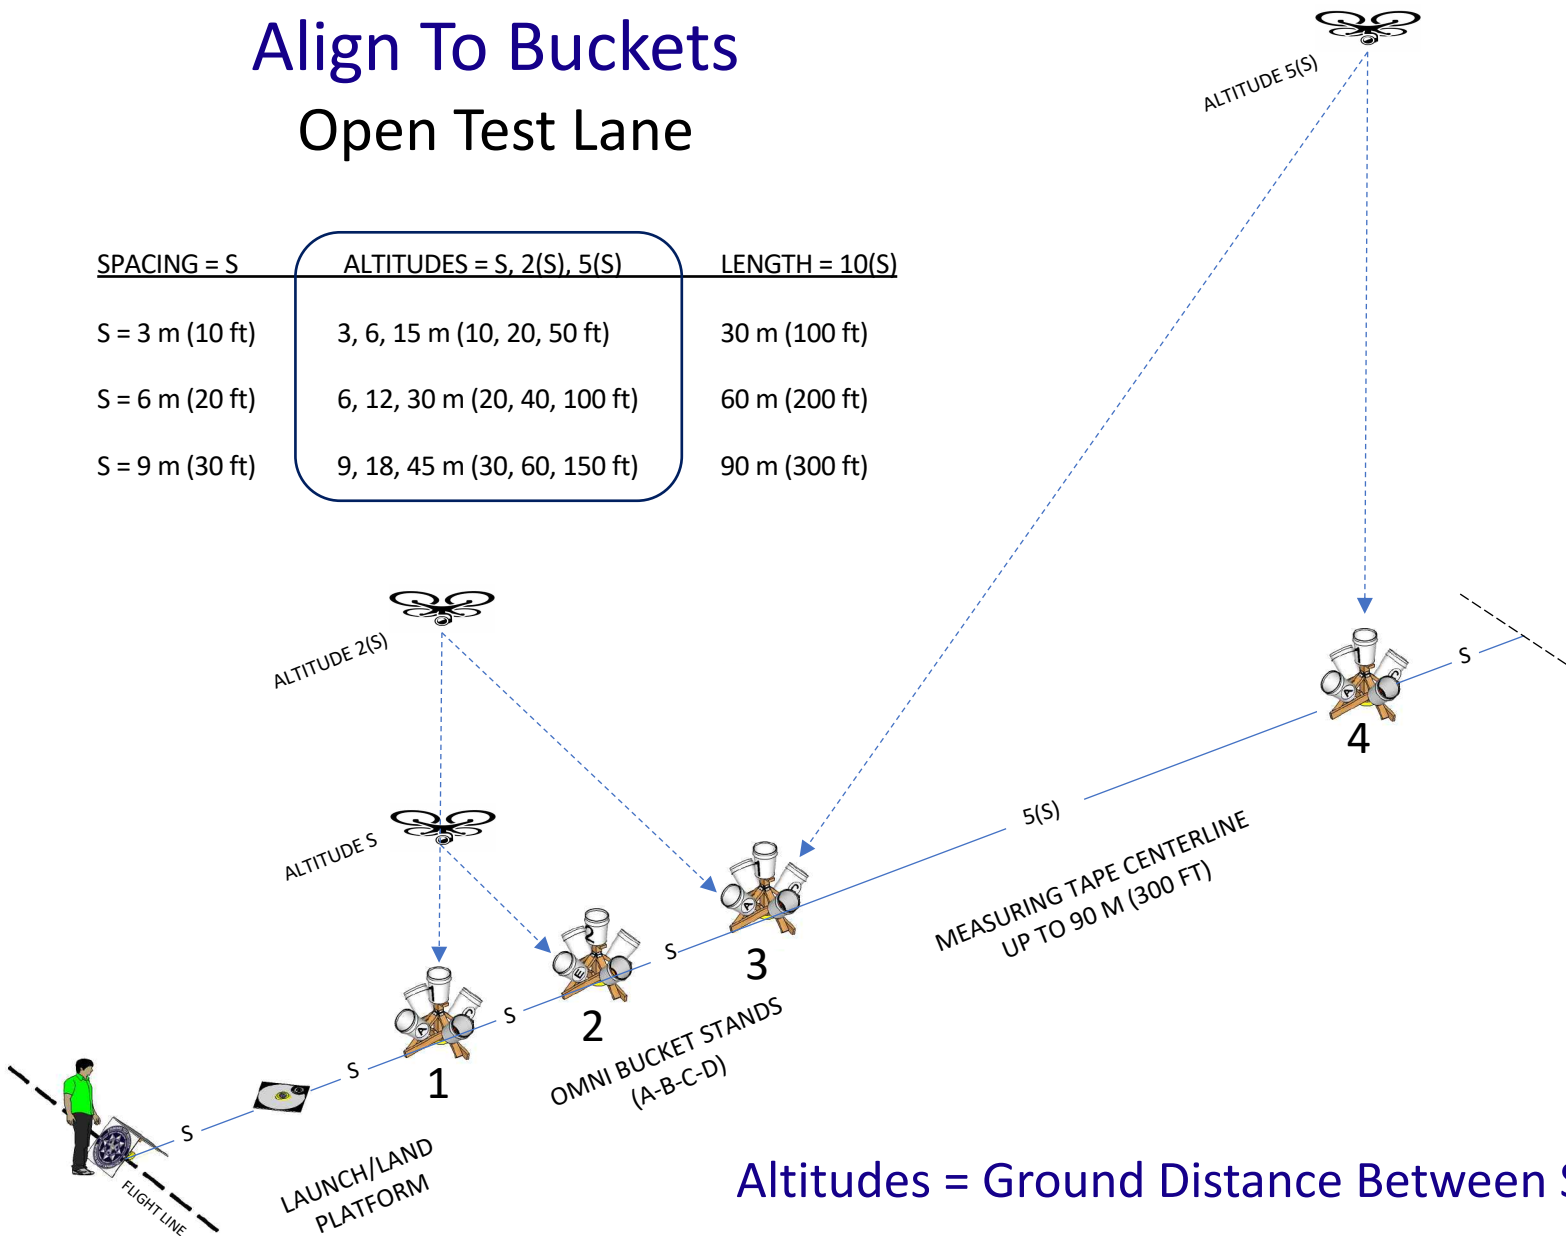 Align To Buckets
Open Test Lane
SPACING = S ALTITUDES = S, 2(S), 5(S) LENGTH = 10(S)
S = 3 m (10 ft) 3, 6, 15 m (10, 20, 50 ft) 30 m (100 ft)
S = 6 m (20 ft) 6, 12, 30 m (20, 40, 100 ft) 60 m (200 ft)
S = 9 m (30 ft) 9, 18, 45 m (30, 60, 150 ft) 90 m (300 ft)
ALTITUDE 5(S)
ALTITUDE 2(S)
ALTITUDE S
S
4
5(S)
MEASURING TAPE CENTERLINE
UP TO 90 M (300 FT)
A
A
C
S
3
E
S
2
OMNI BUCKET STANDS
(A-B-C-D)
A
S
1
S
LAUNCH/LAND
PLATFORM
FLIGHT LINE
Altitudes = Ground Distance Between S